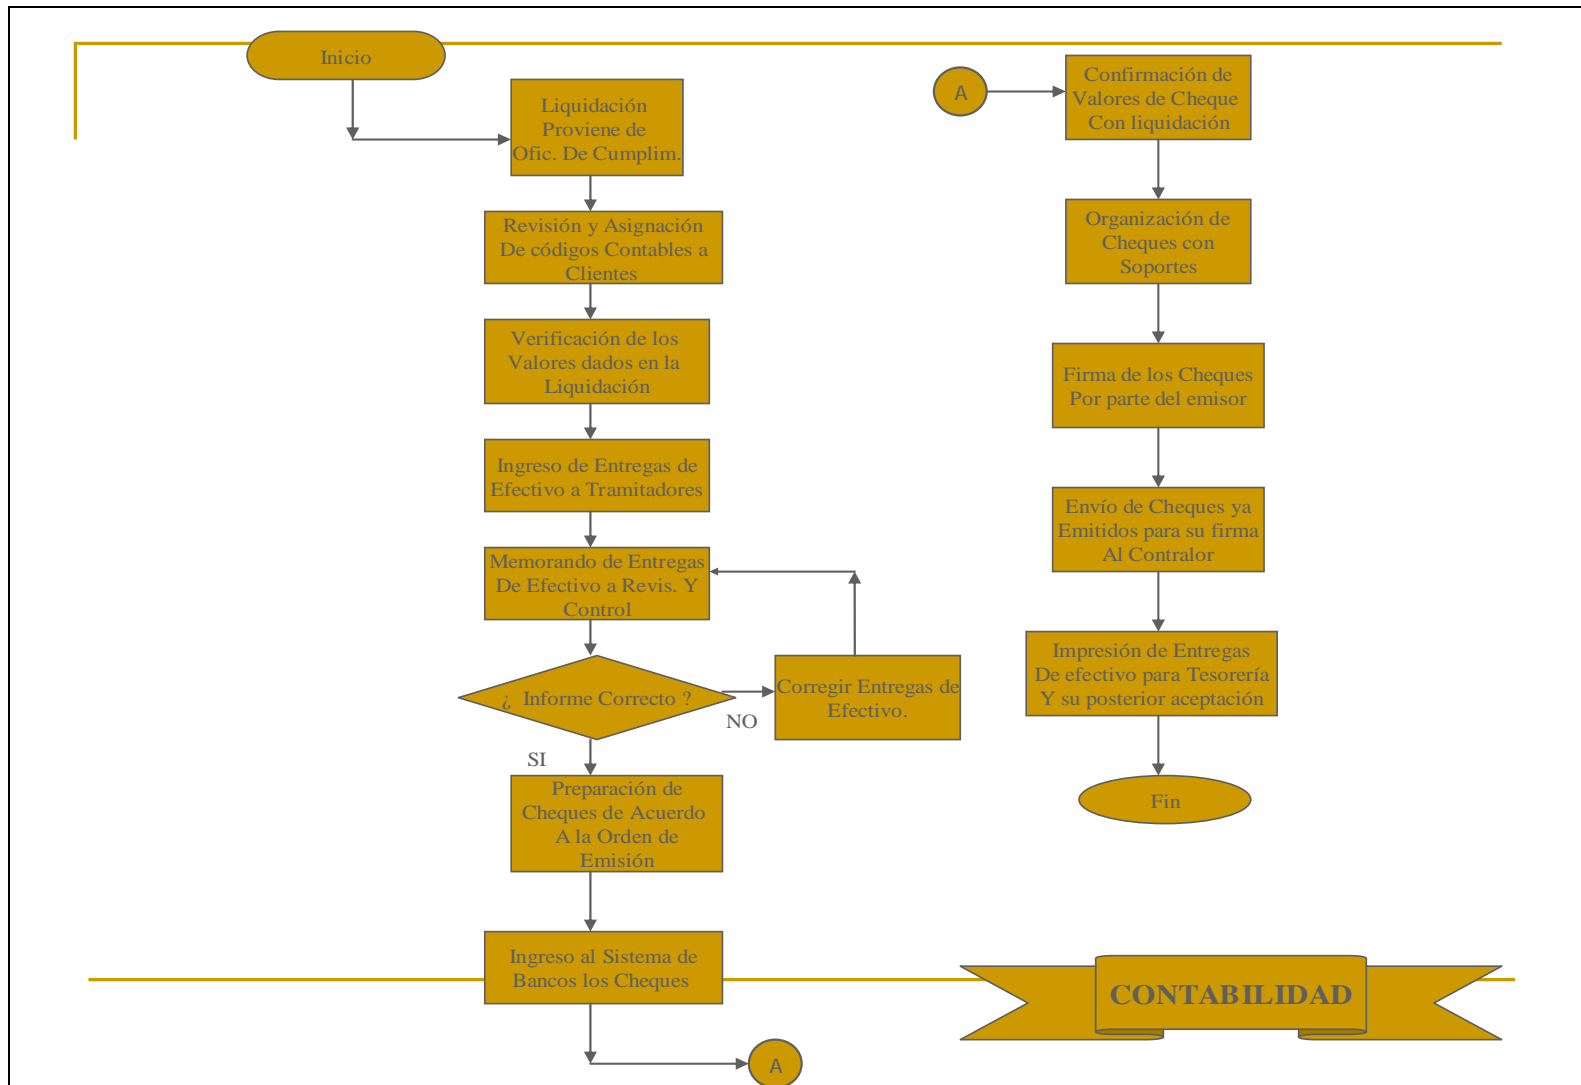 Inicio
Liquidación
Proviene de
Ofic. De Cumplim.
Revisión y Asignación
De códigos Contables a
Clientes
Verificación de los
Valores dados en la
Liquidación
Ingreso de Entregas de
Efectivo a Tramitadores
Memorando de Entregas
De Efectivo a Revis. Y
Control
¿ Informe Correcto ?
NO
Corregir Entregas de
Efectivo.
SI
Preparación de
Cheques de Acuerdo
A la Orden de
Emisión
Ingreso al Sistema de
Bancos los Cheques
A
A
Confirmación de
Valores de Cheque
Con liquidación
Organización de
Cheques con
Soportes
Firma de los Cheques
Por parte del emisor
Envío de Cheques ya
Emitidos para su firma
Al Contralor
Impresión de Entregas
De efectivo para Tesorería
Y su posterior aceptación
Fin
CONTABILIDAD